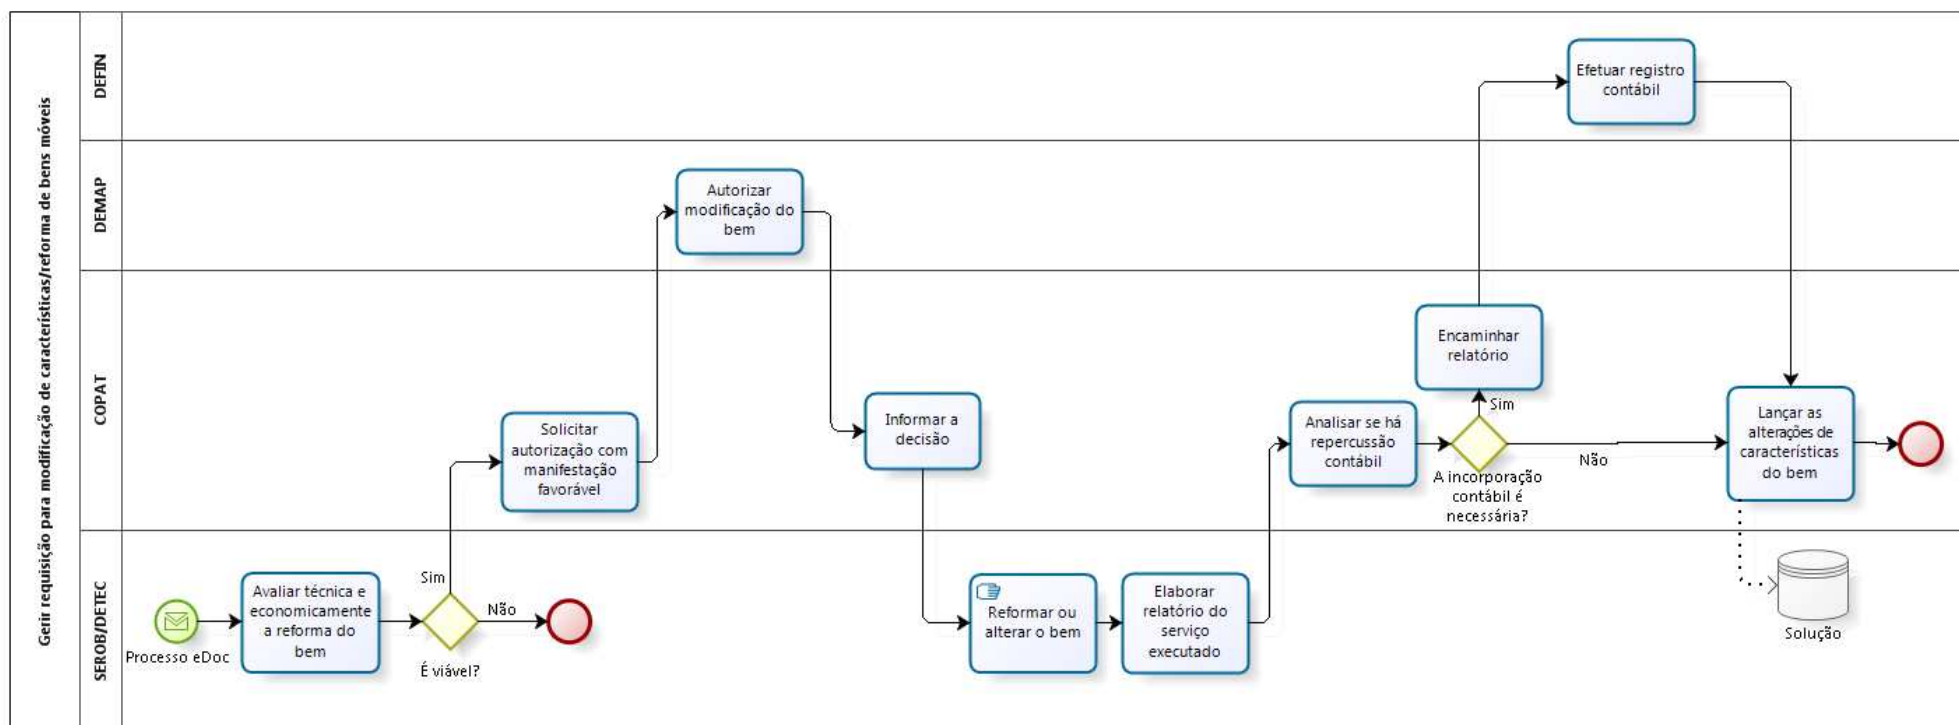 Gerir requisição para modificação de características/reforma de bens móveis
DEFIN
Efetuar registro
contábil
DEMAP
Autorizar
modificação do
bem
COPAT
Solicitar
autorização com
manifestação
favorável
Informar a
decisão
Analisar se há
repercussão
contábil
Encaminhar
relatório
Sim
A incorporação
contábil é
necessária?
Não
Lançar as
alterações de
características
do bem
SEROB/DETEC
Processo eDoc
Avaliar técnica e
economicamente
a reforma do
bem
Sim
É viável?
Não
Reformar ou
alterar o bem
Elaborar
relatório do
serviço
executado
Solução